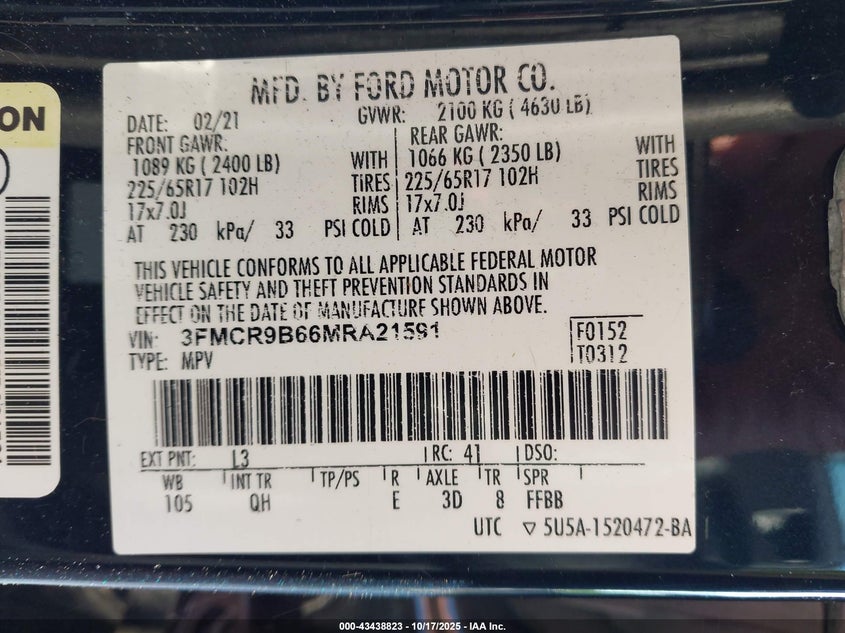 ON
MFD. BY FORD MOTOR CO.
DATE: 02/21 GVWR: 2100 KG ( 4630 LB)
FRONT GAWR: REAR GAWR:
1089 KG ( 2400 LB) WITH 1066 KG ( 2350 LB) WITH
225/65R17 102H TIRES 225/65R17 102H TIRES
17x7.0J RIMS 17x7.0J RIMS
AT 230 kPa/ 33 PSI COLD AT 230 kPa/ 33 PSI COLD
THIS VEHICLE CONFORMS TO ALL APPLICABLE FEDERAL MOTOR
VEHICLE SAFETY AND THEFT PREVENTION STANDARDS IN
EFFECT ON THE DATE OF MANUFACTURE SHOWN ABOVE.
VIN: 3FMCR9B66MRA21591 F0152
TYPE: MPV T0312
EXT PNT: L3 RC: 41 DSO:
WB INT TR TP/PS R AXLE TR SPR
105 QH E 3D 8 FFBB
UTC ▽ 5U5A-1520472-BA
000-43438823 - 10/17/2025 - IAA Inc.